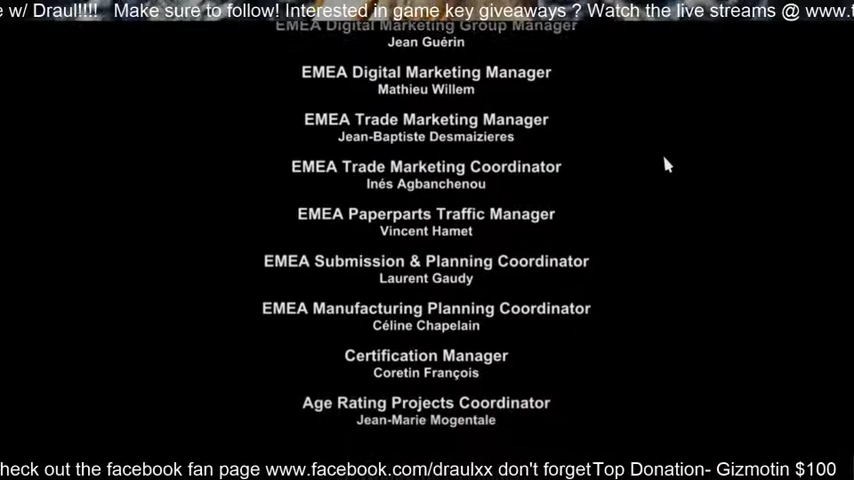 e w/ Draul!!!! Make sure to follow! Interested in game key giveaways ? Watch the live streams @ www.t
EMEA Digital Marketing Group Manager
Jean Guérin
EMEA Digital Marketing Manager
Mathieu Willem
EMEA Trade Marketing Manager
Jean-Baptiste Desmaizieres
EMEA Trade Marketing Coordinator
Inés Agbanchenou
EMEA Paperparts Traffic Manager
Vincent Hamet
EMEA Submission & Planning Coordinator
Laurent Gaudy
EMEA Manufacturing Planning Coordinator
Céline Chapelain
Certification Manager
Coretin François
Age Rating Projects Coordinator
Jean-Marie Mogentale
heck out the facebook fan page www.facebook.com/draulxx don't forget Top Donation- Gizmotin $100